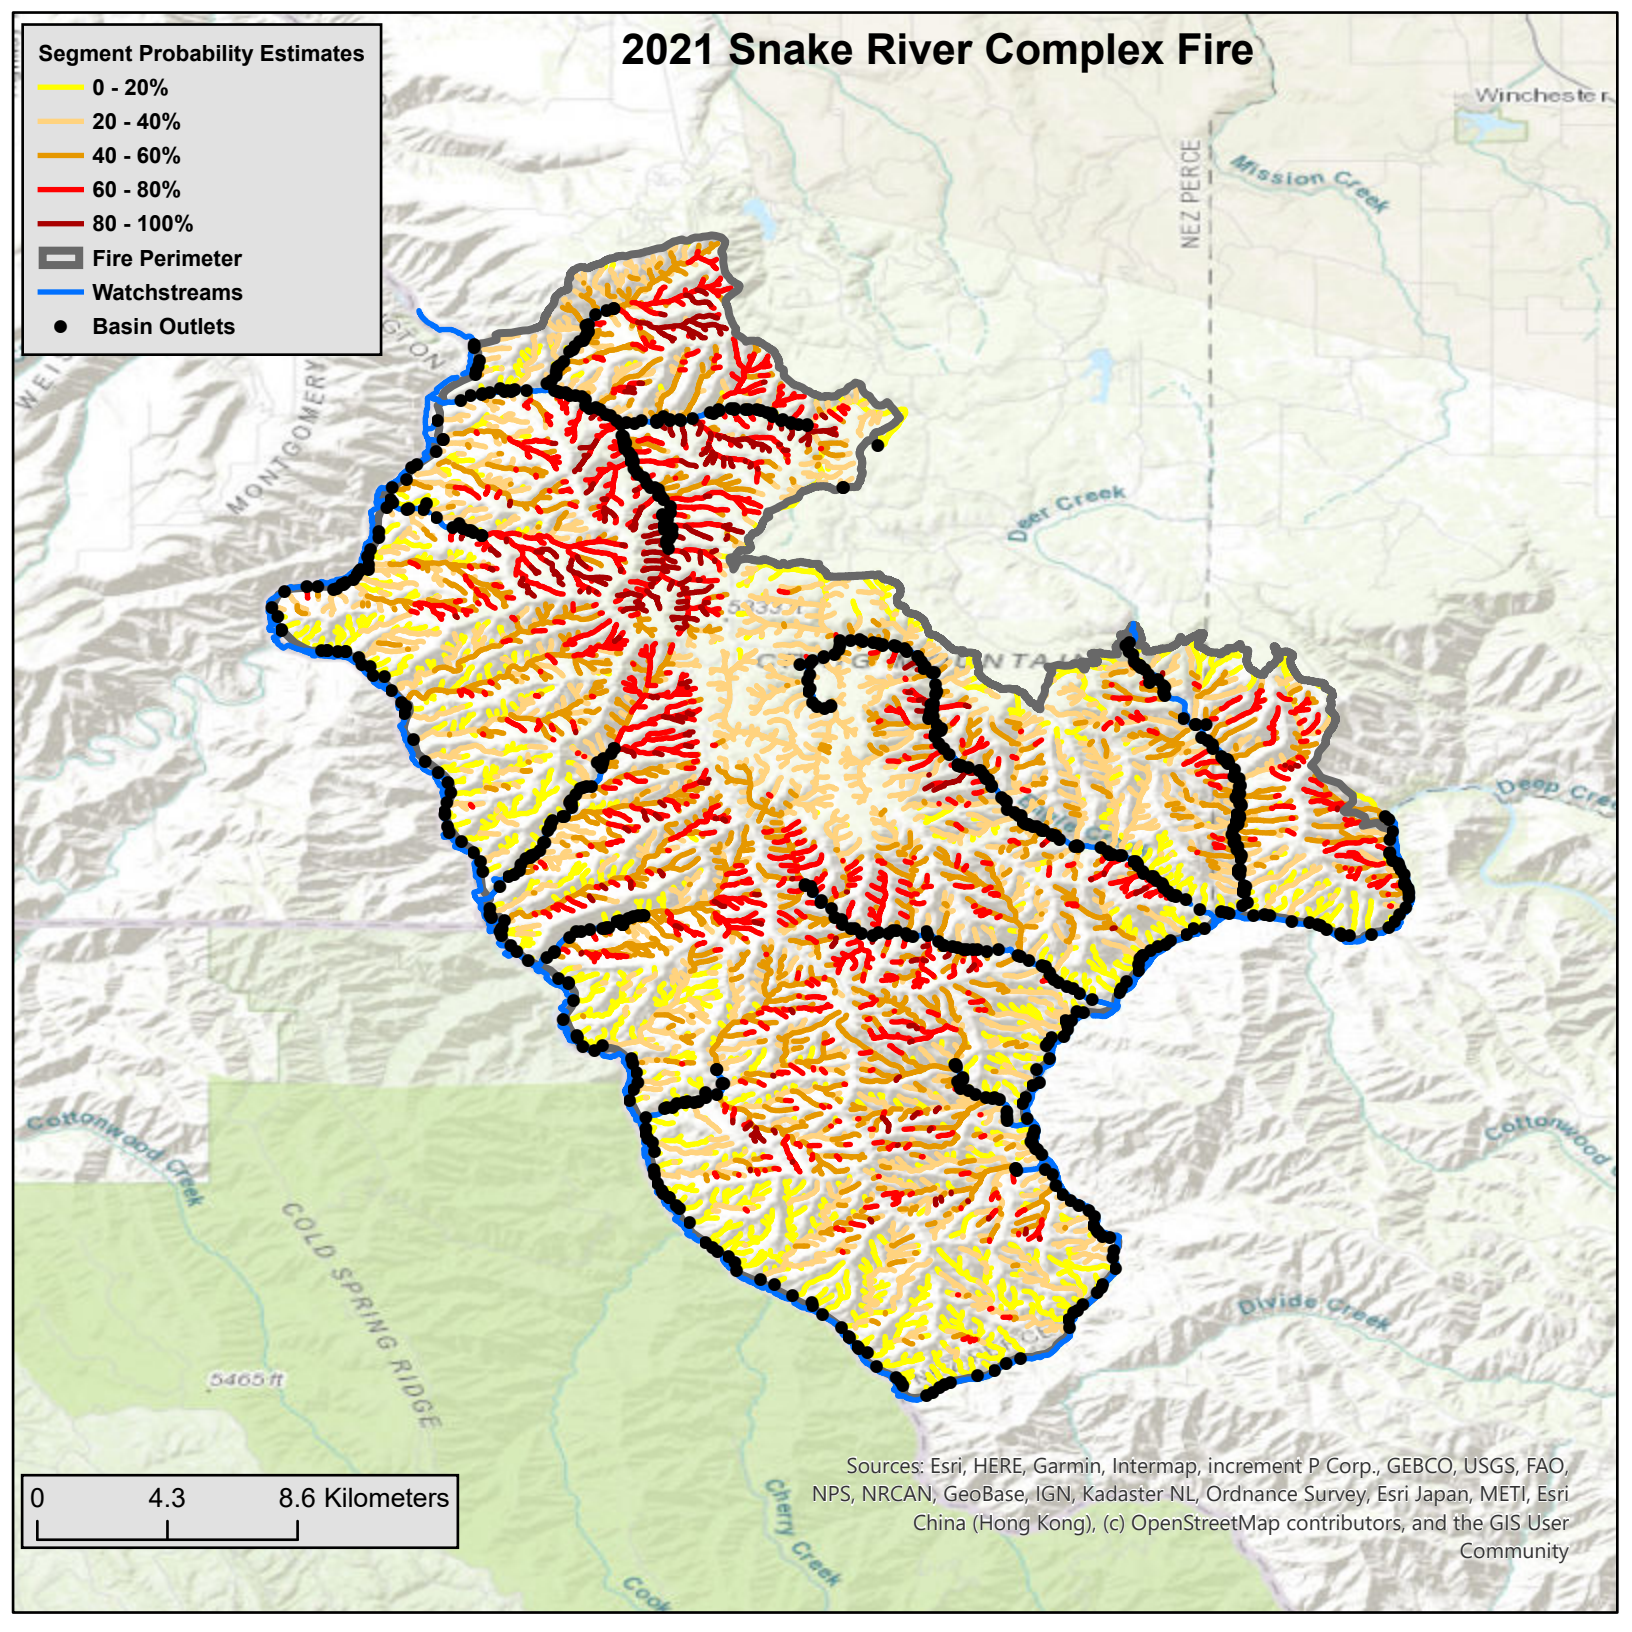 2021 Snake River Complex Fire
Segment Probability Estimates
0 - 20%
20 - 40%
40 - 60%
60 - 80%
80 - 100%
Fire Perimeter
Watchstreams
Basin Outlets
Winchester
NEZ PERCE
Mission Creek
MONTGOMERY
Deer Creek
Deep Cre
Cottonwood Creek
Cottonwood
COLD SPRING RIDGE
5465 ft
Divide Creek
Cherry Creek
Cook
0 4.3 8.6 Kilometers
Sources: Esri, HERE, Garmin, Intermap, increment P Corp., GEBCO, USGS, FAO,
NPS, NRCAN, GeoBase, IGN, Kadaster NL, Ordnance Survey, Esri Japan, METI, Esri
China (Hong Kong), (c) OpenStreetMap contributors, and the GIS User
Community